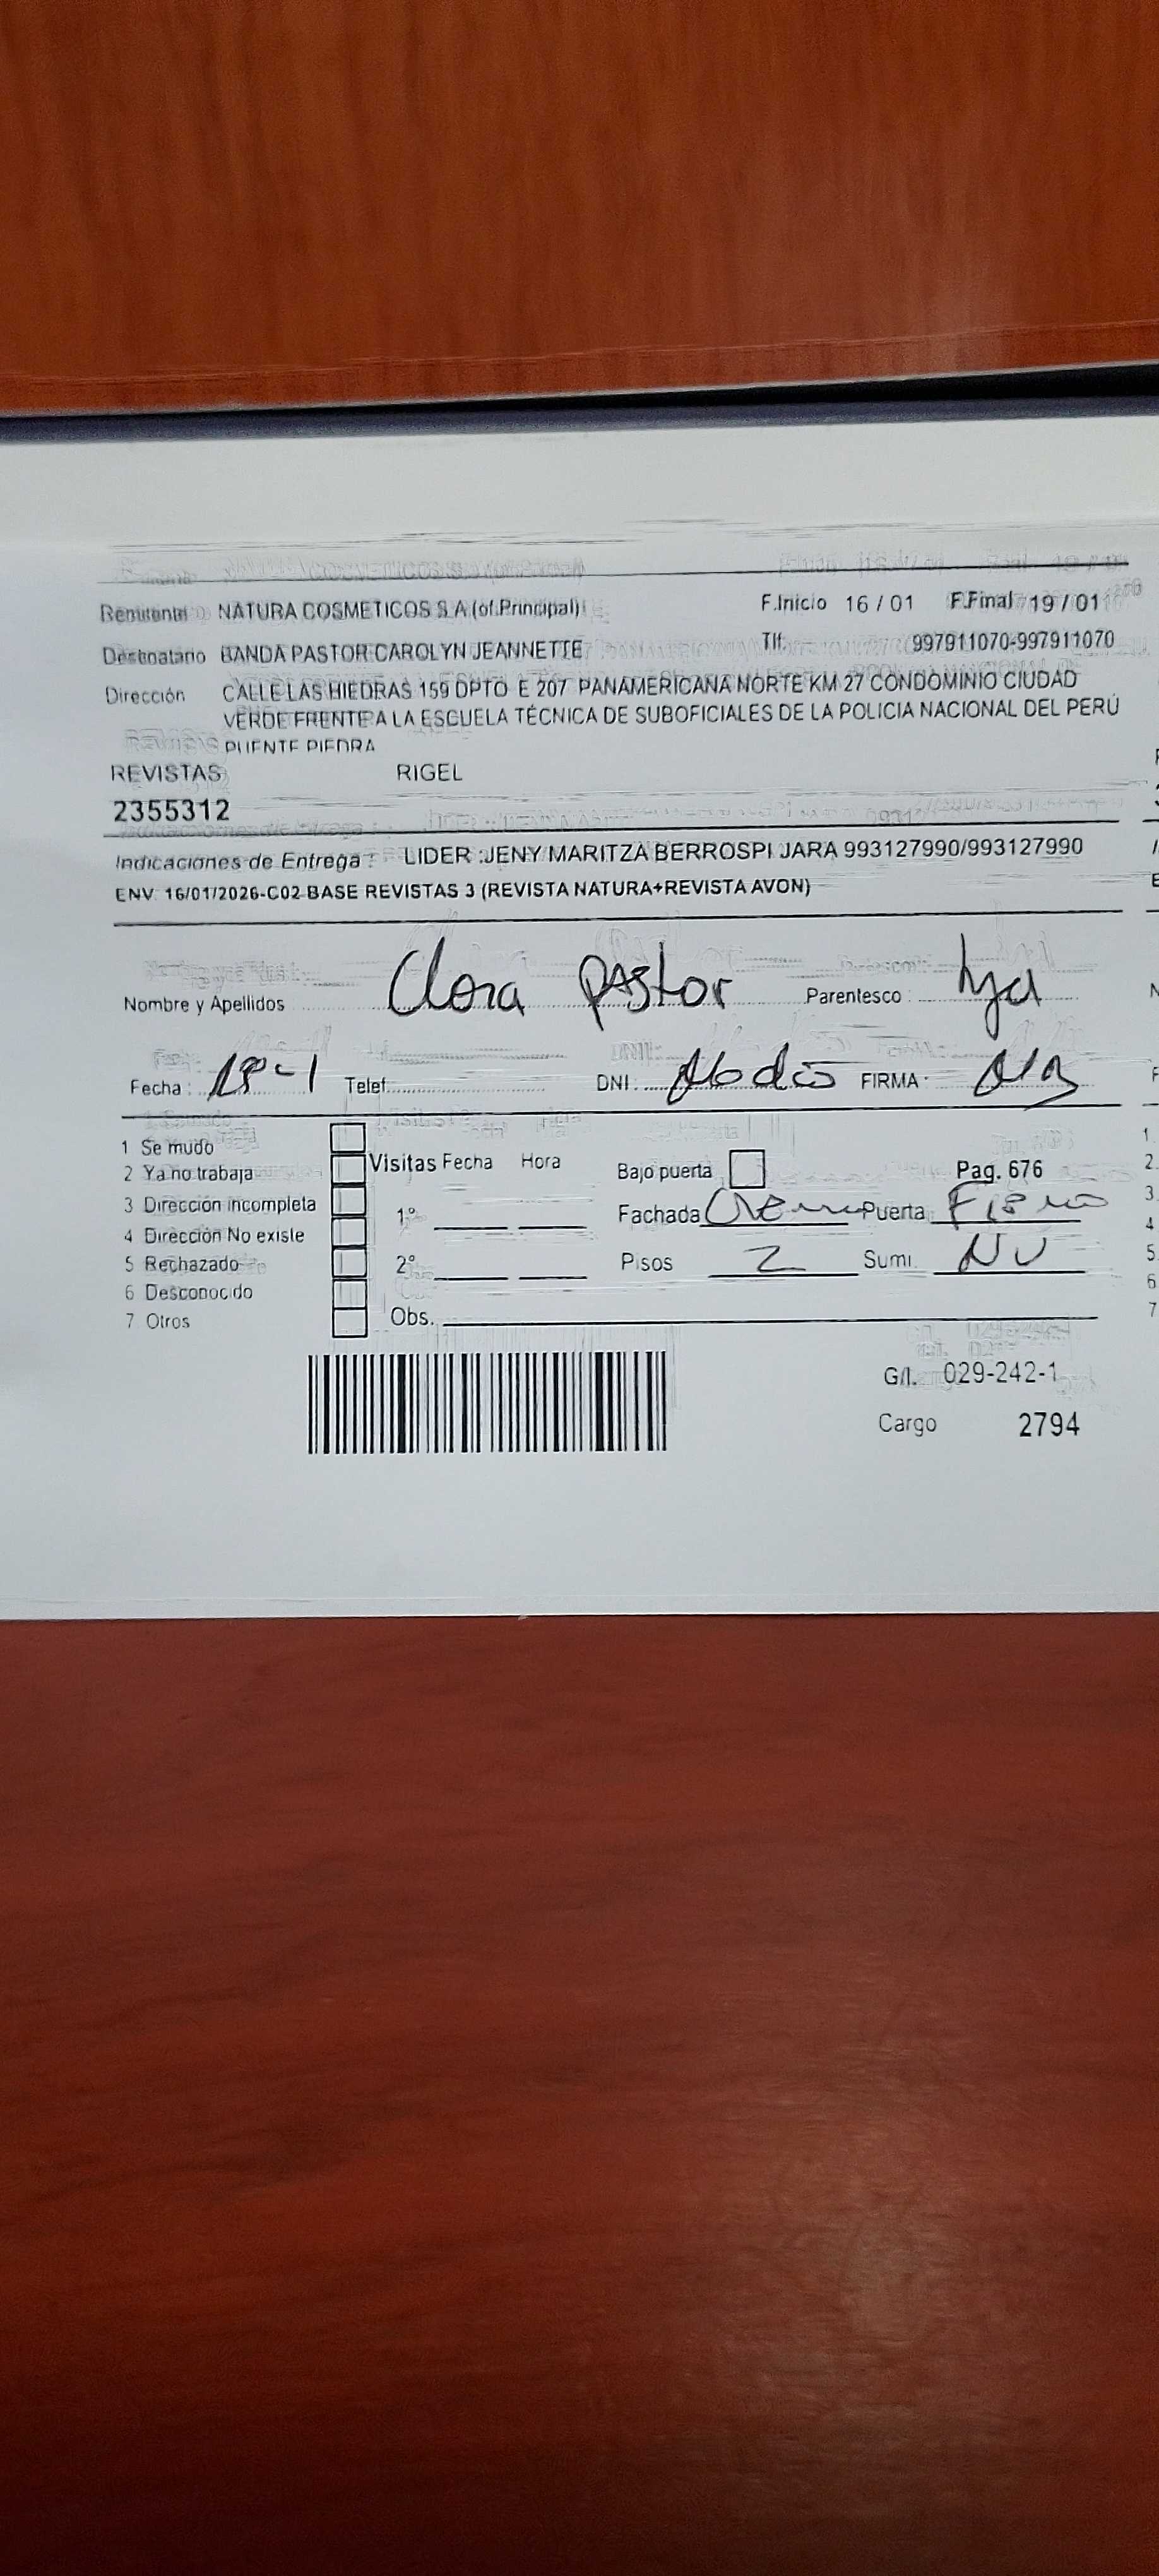 Remitente NATURA COSMETICOS S A (of.Principal) F.Inicio 16 / 01 F.Final 19 / 01
Destinatario BANDA PASTOR CAROLYN JEANNETTE Tlf: 997911070-997911070
Dirección CALLE LAS HIEDRAS 159 DPTO E 207 PANAMERICANA NORTE KM 27 CONDOMINIO CIUDAD
VERDE FRENTE A LA ESCUELA TÉCNICA DE SUBOFICIALES DE LA POLICIA NACIONAL DEL PERÚ
PUENTE PIEDRA
REVISTAS RIGEL
2355312
Indicaciones de Entrega : LIDER :JENY MARITZA BERROSPI JARA 993127990/993127990
ENV. 16/01/2026-C02-BASE REVISTAS 3 (REVISTA NATURA+REVISTA AVON)
Nombre y Apellidos Clora PAStor Parentesco :
Fecha : Telef. DNI : No dio FIRMA :
1 Se mudo
2 Ya no trabaja Visitas Fecha Hora Bajo puerta Pag. 676
3 Dirección incompleta 1º Fachada Puerta Fierro
4 Dirección No existe
5 Rechazado 2º Pisos 2 Sumi. NU
6 Desconocido
7 Otros Obs.
G/I. 029-242-1
Cargo 2794